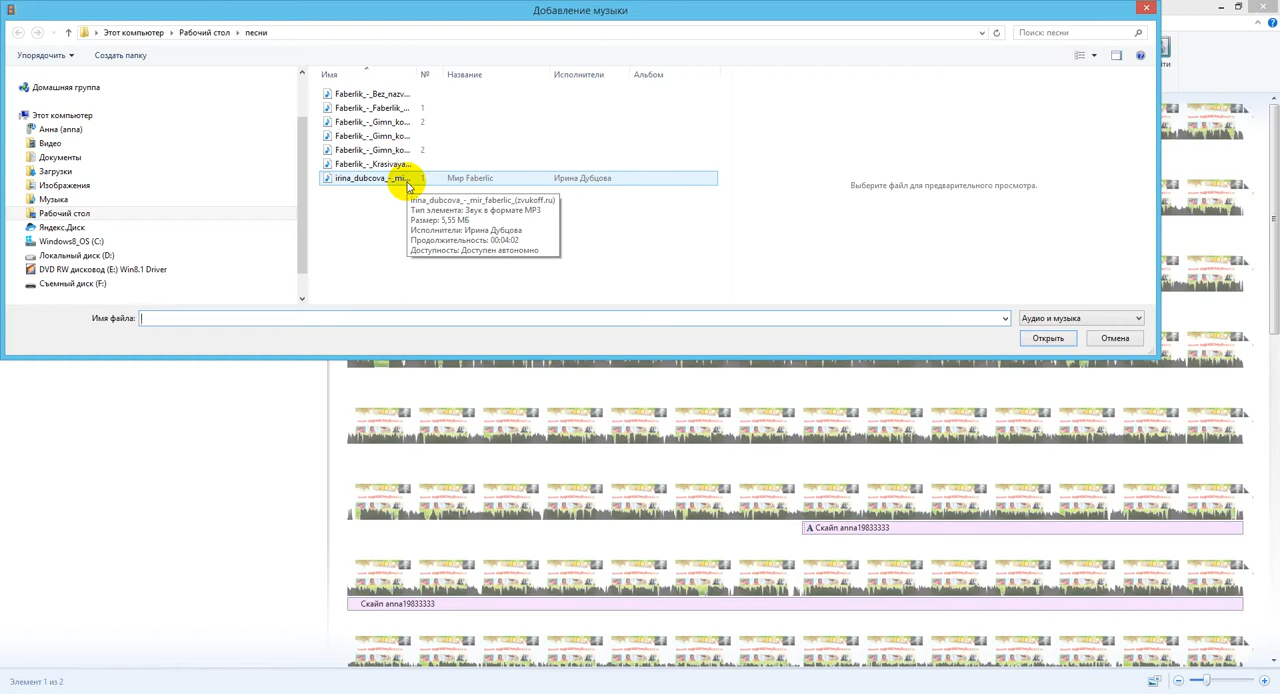 Добавление музыки
Этот компьютер
Рабочий стол
песни
Поиск: песни
Упорядочить
Создать папку
Имя
№
Название
Исполнители
Альбом
Домашняя группа
Этот компьютер
Анна (anna)
Видео
Документы
Загрузки
Изображения
Музыка
Рабочий стол
Яндекс.Диск
Windows8_OS (C:)
Локальный диск (D:)
DVD RW дисковод (E:) Win8.1 Driver
Съемный диск (F:)
Faberlik_-_Bez_nazv...
Faberlik_-_Faberlik_... 1
Faberlik_-_Gimn_ko... 2
Faberlik_-_Gimn_ko...
Faberlik_-_Gimn_ko... 2
Faberlik_-_Krasivaya...
irina_dubcova_-_mi... 1 Мир Faberlic Ирина Дубцова
irina_dubcova_-_mir_faberlic_(zvukoff.ru)
Тип элемента: Звук в формате MP3
Размер: 5,55 МБ
Исполнители: Ирина Дубцова
Продолжительность: 00:04:02
Доступность: Доступен автономно
Выберите файл для предварительного просмотра.
Имя файла:
Аудио и музыка
Открыть
Отмена
A Скайп anna19833333
Скайп anna19833333
Элемент 1 из 2